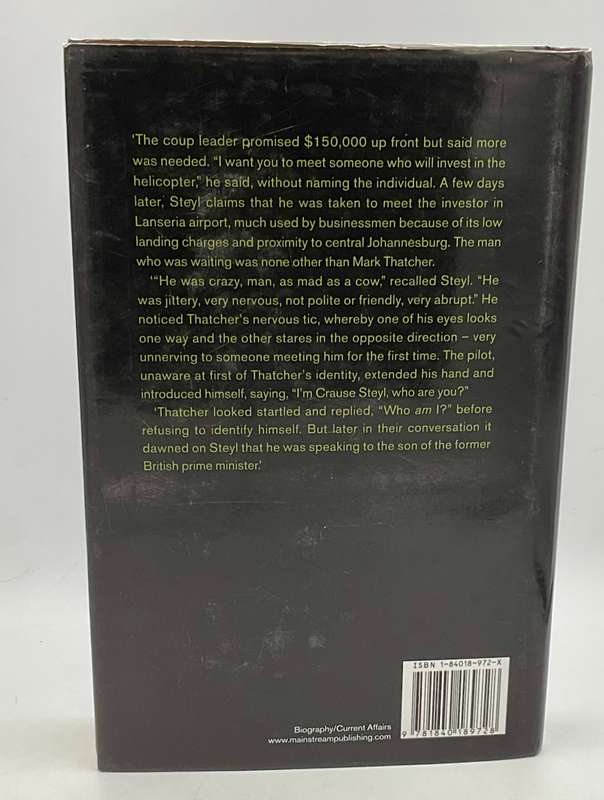 ‘The coup leader promised $150,000 up front but said more
was needed. “I want you to meet someone who will invest in the
helicopter,” he said, without naming the individual. A few days
later, Steyl claims that he was taken to meet the investor in
Lanseria airport, much used by businessmen because of its low
landing charges and proximity to central Johannesburg. The man
who was waiting was none other than Mark Thatcher.
‘“He was crazy, man, as mad as a cow,” recalled Steyl. “He
was jittery, very nervous, not polite or friendly, very abrupt.” He
noticed Thatcher’s nervous tic, whereby one of his eyes looks
one way and the other stares in the opposite direction – very
unnerving to someone meeting him for the first time. The pilot,
unaware at first of Thatcher’s identity, extended his hand and
introduced himself, saying, “I’m Crause Steyl, who are you?”
‘Thatcher looked startled and replied, “Who am I?” before
refusing to identify himself. But later in their conversation it
dawned on Steyl that he was speaking to the son of the former
British prime minister.’
ISBN 1-84018-972-X
Biography/Current Affairs
www.mainstreampublishing.com
9 781840 189728